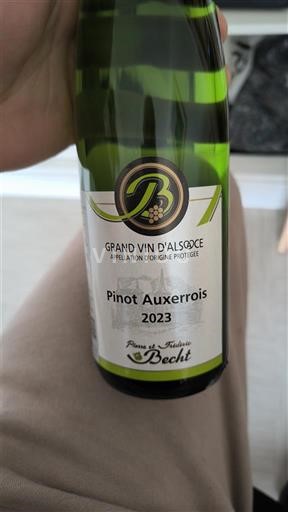 B
GRAND VIN D'ALSACE
APPELLATION D'ORIGINE PROTÉGÉE
Pinot Auxerrois
2023
Pierre et Frédéric
Becht